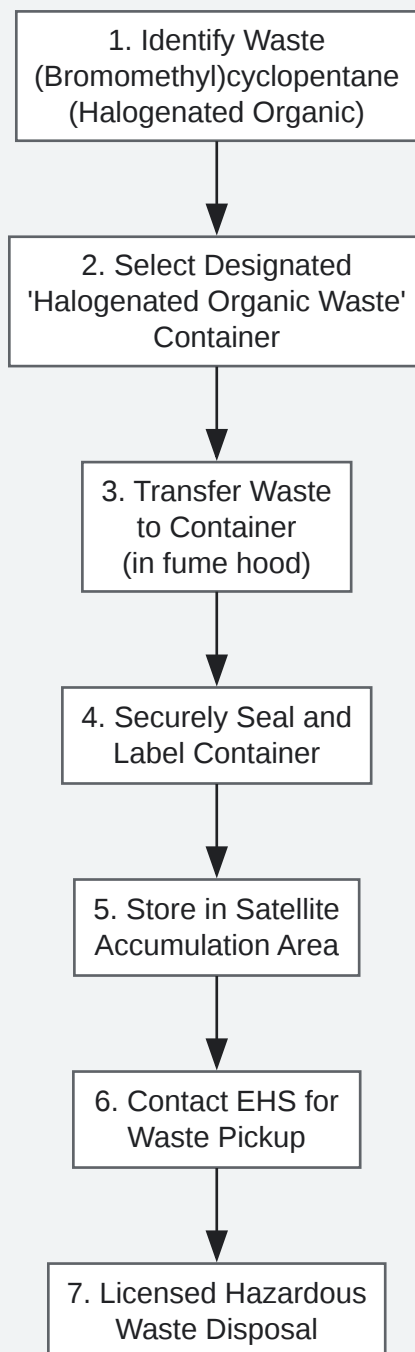 1. Identify Waste
(Bromomethyl)cyclopentane
(Halogenated Organic)
2. Select Designated
'Halogenated Organic Waste'
Container
3. Transfer Waste
to Container
(in fume hood)
4. Securely Seal and
Label Container
5. Store in Satellite
Accumulation Area
6. Contact EHS for
Waste Pickup
7. Licensed Hazardous
Waste Disposal